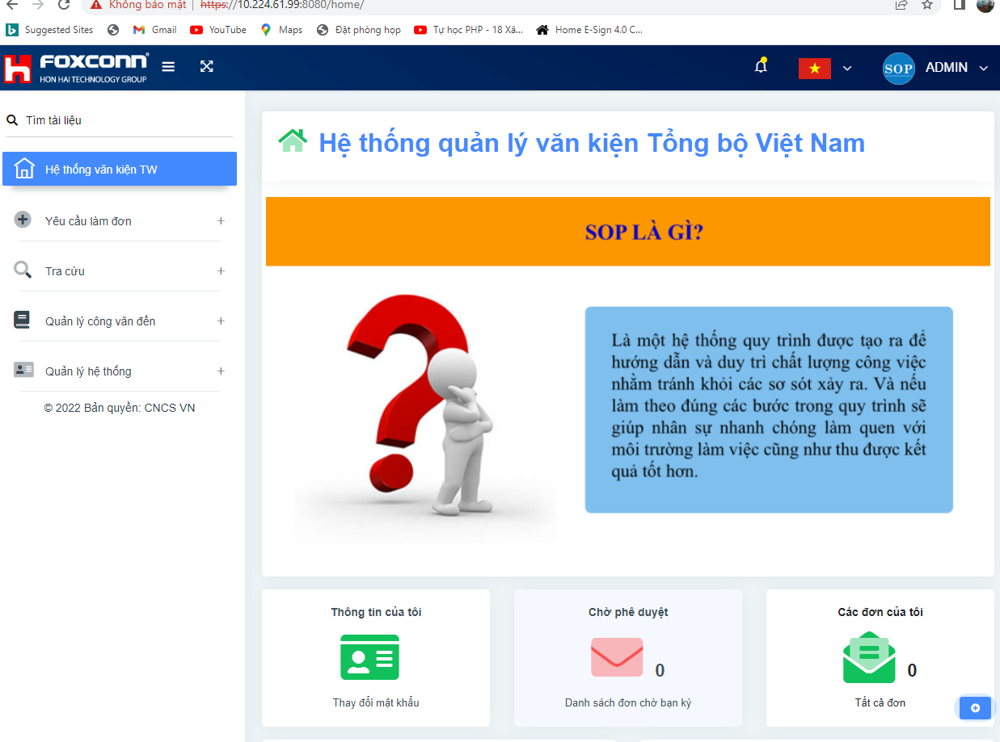 Không bảo mật | https://10.224.61.99:8080/home/
Suggested Sites Gmail YouTube Maps Đặt phòng họp Tự học PHP - 18 Xá... Home E-Sign 4.0 C...
FOXCONN®
HON HAI TECHNOLOGY GROUP
SOP ADMIN
Tìm tài liệu
Hệ thống văn kiện TW
Yêu cầu làm đơn +
Tra cứu +
Quản lý công văn đến +
Quản lý hệ thống +
© 2022 Bản quyền: CNCS VN
Hệ thống quản lý văn kiện Tổng bộ Việt Nam
SOP LÀ GÌ?
Là một hệ thống quy trình được tạo ra để
hướng dẫn và duy trì chất lượng công việc
nhằm tránh khỏi các sơ sót xảy ra. Và nếu
làm theo đúng các bước trong quy trình sẽ
giúp nhân sự nhanh chóng làm quen với
môi trường làm việc cũng như thu được kết
quả tốt hơn.
Thông tin của tôi
Thay đổi mật khẩu
Chờ phê duyệt
0
Danh sách đơn chờ bạn ký
Các đơn của tôi
0
Tất cả đơn